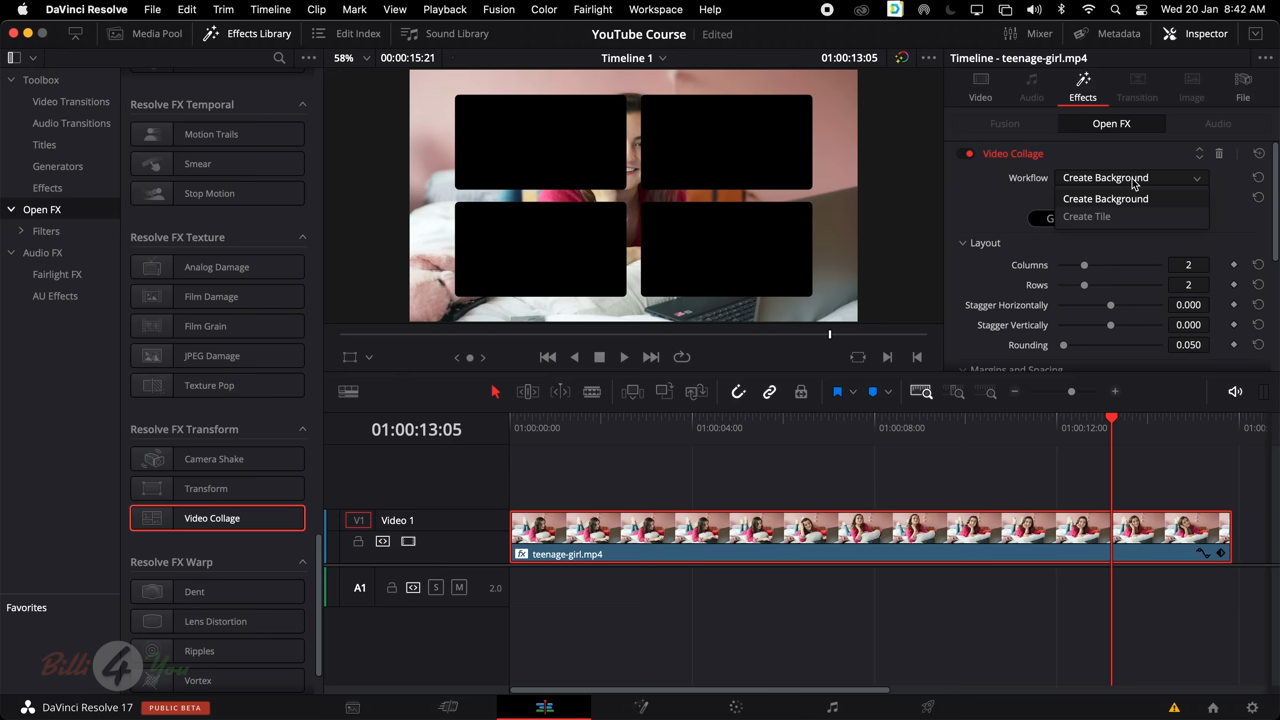 DaVinci Resolve File Edit Trim Timeline Clip Mark View Playback Fusion Color Fairlight Workspace Help Wed 20 Jan 8:42 AM
Media Pool Effects Library Edit Index Sound Library YouTube Course Edited Mixer Metadata Inspector
58% 00:00:15:21 Timeline 1 01:00:13:05 Timeline - teenage-girl.mp4
Toolbox
Video Transitions
Audio Transitions
Titles
Generators
Effects
Open FX
Filters
Audio FX
Fairlight FX
AU Effects
Favorites
Resolve FX Temporal
Motion Trails
Smear
Stop Motion
Resolve FX Texture
Analog Damage
Film Damage
Film Grain
JPEG Damage
Texture Pop
Resolve FX Transform
Camera Shake
Transform
Video Collage
Resolve FX Warp
Dent
Lens Distortion
Ripples
Vortex
Video Audio Effects Transition Image File
Fusion Open FX Audio
Video Collage
Workflow Create Background
Create Background
Create Tile
G
Layout
Columns 2
Rows 2
Stagger Horizontally 0.000
Stagger Vertically 0.000
Rounding 0.050
Margins and Spacing
01:00:13:05
01:00:00:00 01:00:04:00 01:00:08:00 01:00:12:00 01:00
V1 Video 1
fx teenage-girl.mp4
A1 S M 2.0
Billi 4 You
DaVinci Resolve 17 PUBLIC BETA